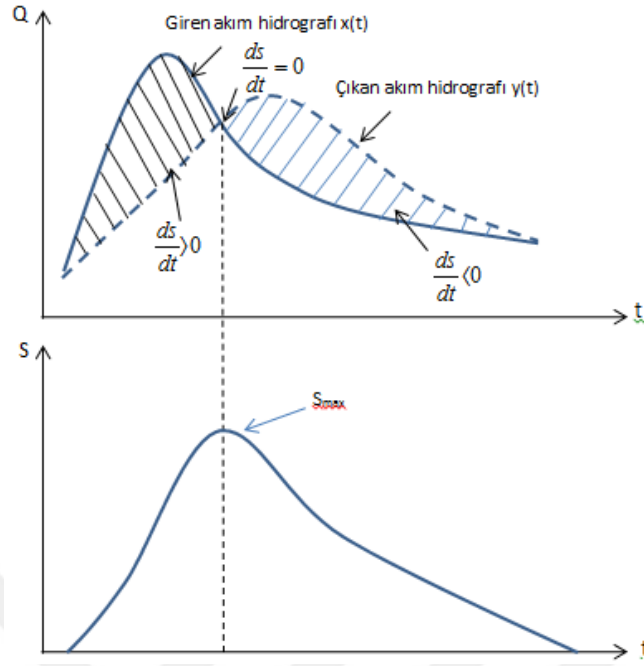 Q
Giren akım hidrografı x(t)
ds/dt = 0
Çıkan akım hidrografı y(t)
ds/dt ⟩0
ds/dt ⟨0
t
S
Smax
t